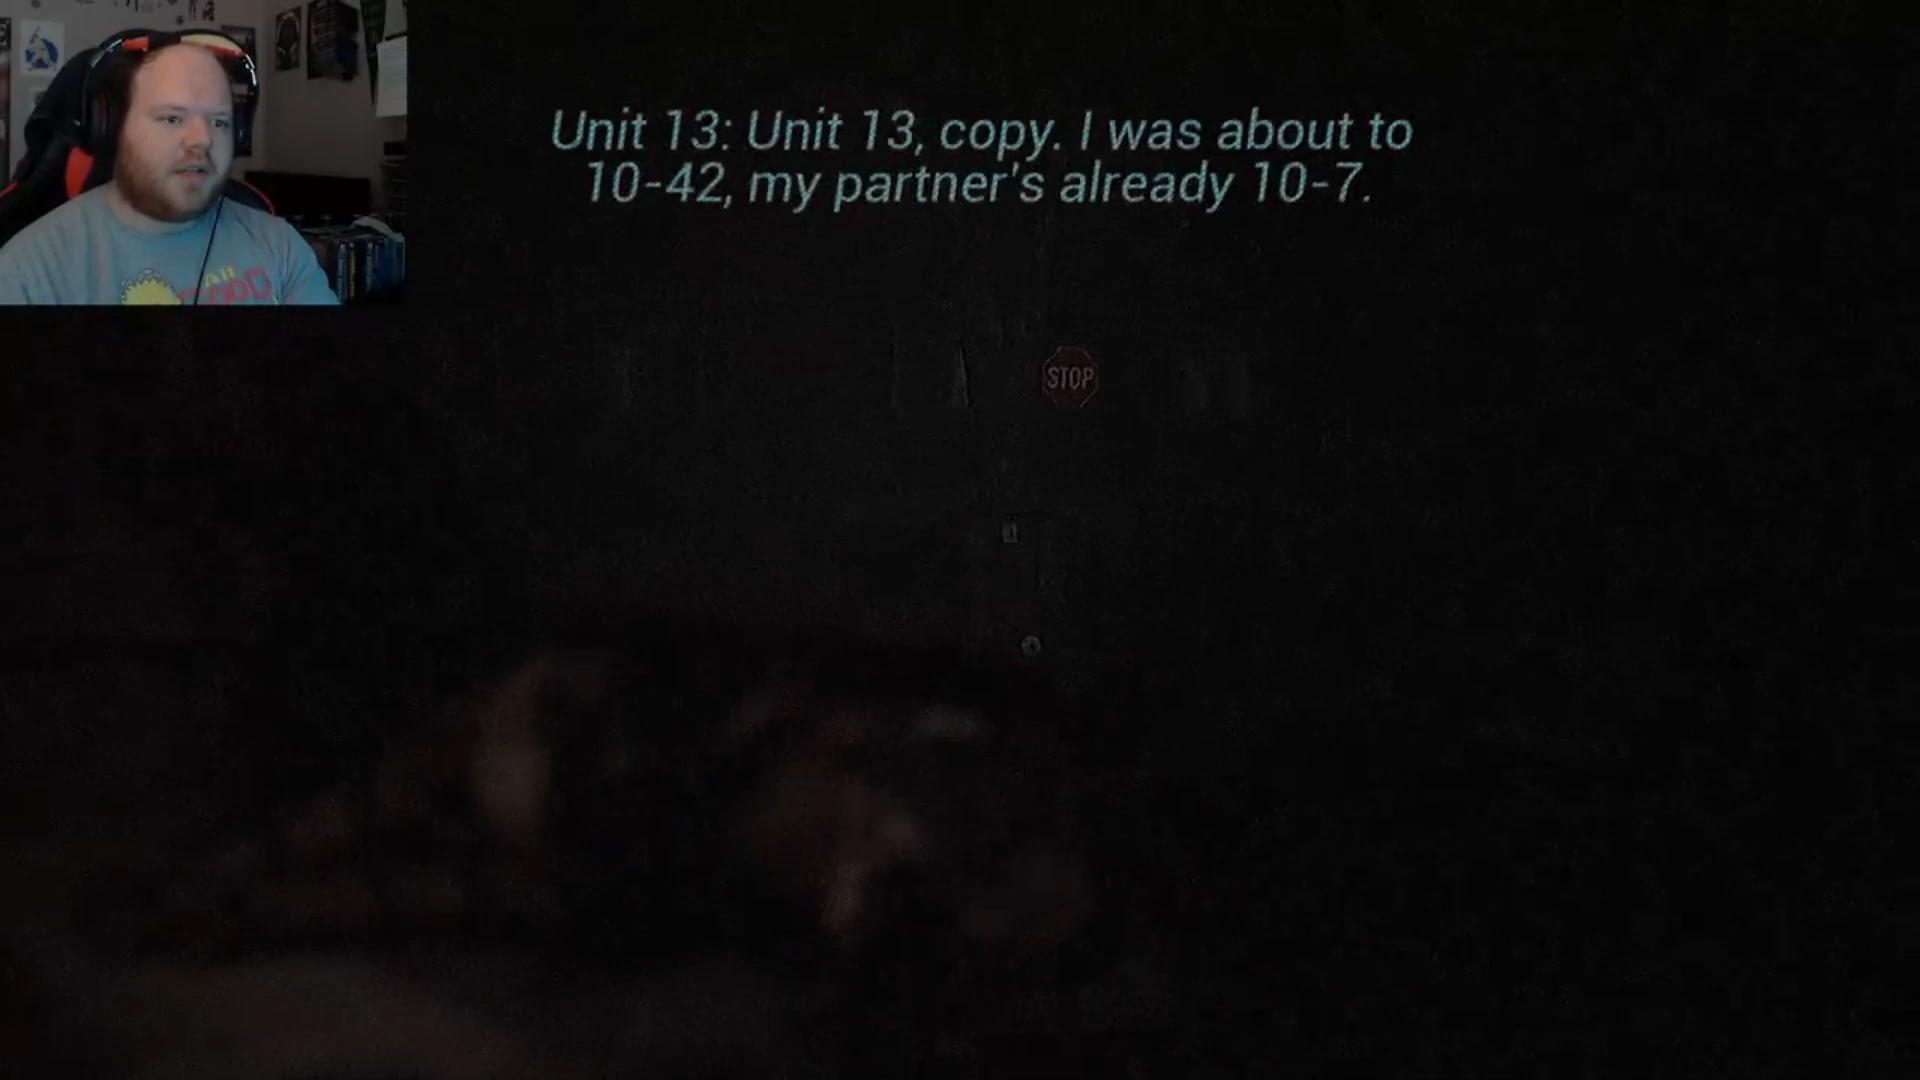 Unit 13: Unit 13, copy. I was about to
10-42, my partner's already 10-7.
STOP